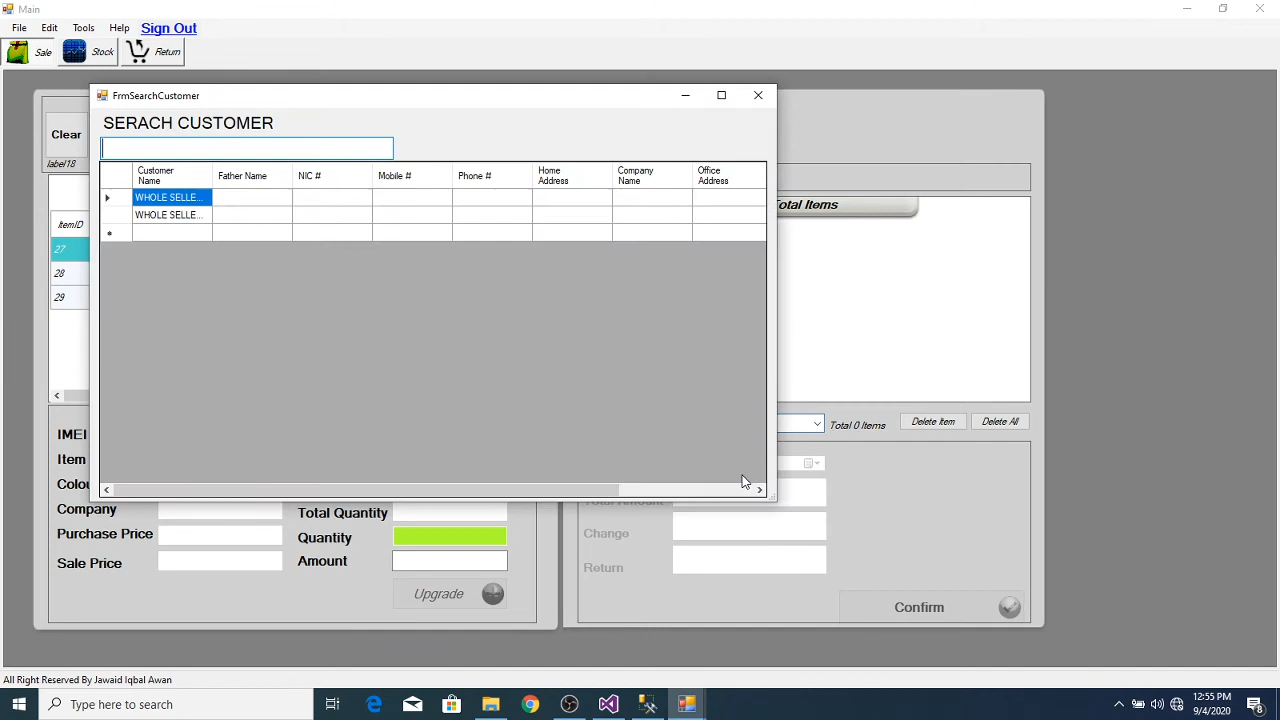 Main
File Edit Tools Help Sign Out
Sale Stock Return
FrmSearchCustomer
SERACH CUSTOMER
Clear
label18
Customer Name Father Name NIC # Mobile # Phone # Home Address Company Name Office Address
WHOLE SELLE...
WHOLE SELLE...
ItemID
27
28
29
Total Items
Total 0 Items Delete Item Delete All
IMEI
Item
Colou
Company
Purchase Price
Sale Price
Total Quantity
Quantity
Amount
Upgrade
Total Amount
Change
Return
Confirm
All Right Reserved By Jawaid Iqbal Awan
Type here to search
12:55 PM
9/4/2020
8